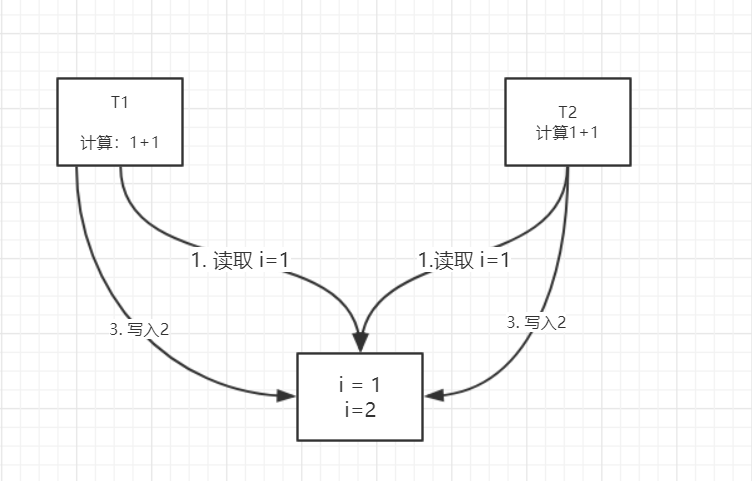 T1
计算：1+1
T2
计算1+1
1. 读取 i=1
1.读取 i=1
3. 写入2
3. 写入2
i = 1
i=2